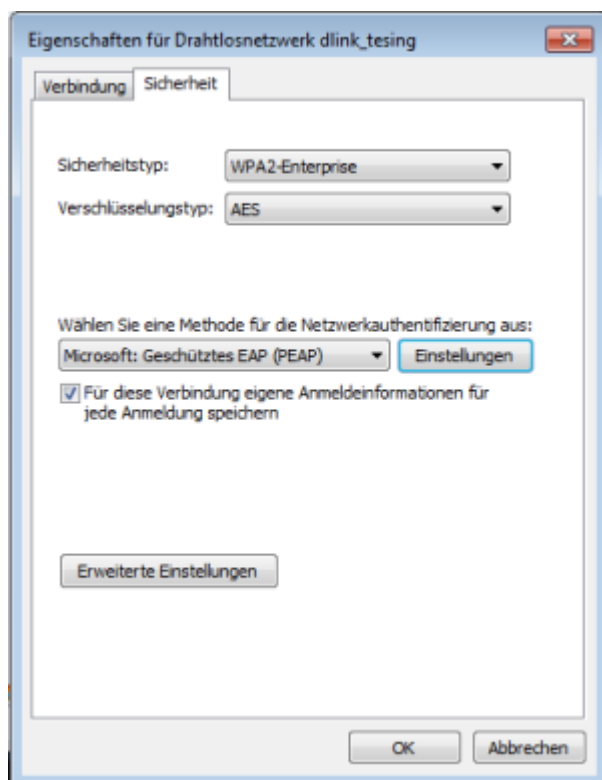 Eigenschaften für Drahtlosnetzwerk dlink_tesing
Verbindung Sicherheit
Sicherheitstyp: WPA2-Enterprise
Verschlüsselungstyp: AES
Wählen Sie eine Methode für die Netzwerkauthentifizierung aus:
Microsoft: Geschütztes EAP (PEAP) Einstellungen
Für diese Verbindung eigene Anmeldeinformationen für
jede Anmeldung speichern
Erweiterte Einstellungen
OK Abbrechen